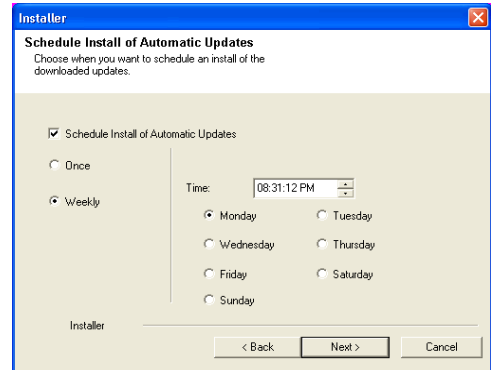 Installer
Schedule Install of Automatic Updates
Choose when you want to schedule an install of the
downloaded updates.
Schedule Install of Automatic Updates
Once
Weekly
Time: 08:31:12 PM
Monday Tuesday
Wednesday Thursday
Friday Saturday
Sunday
Installer
< Back Next > Cancel